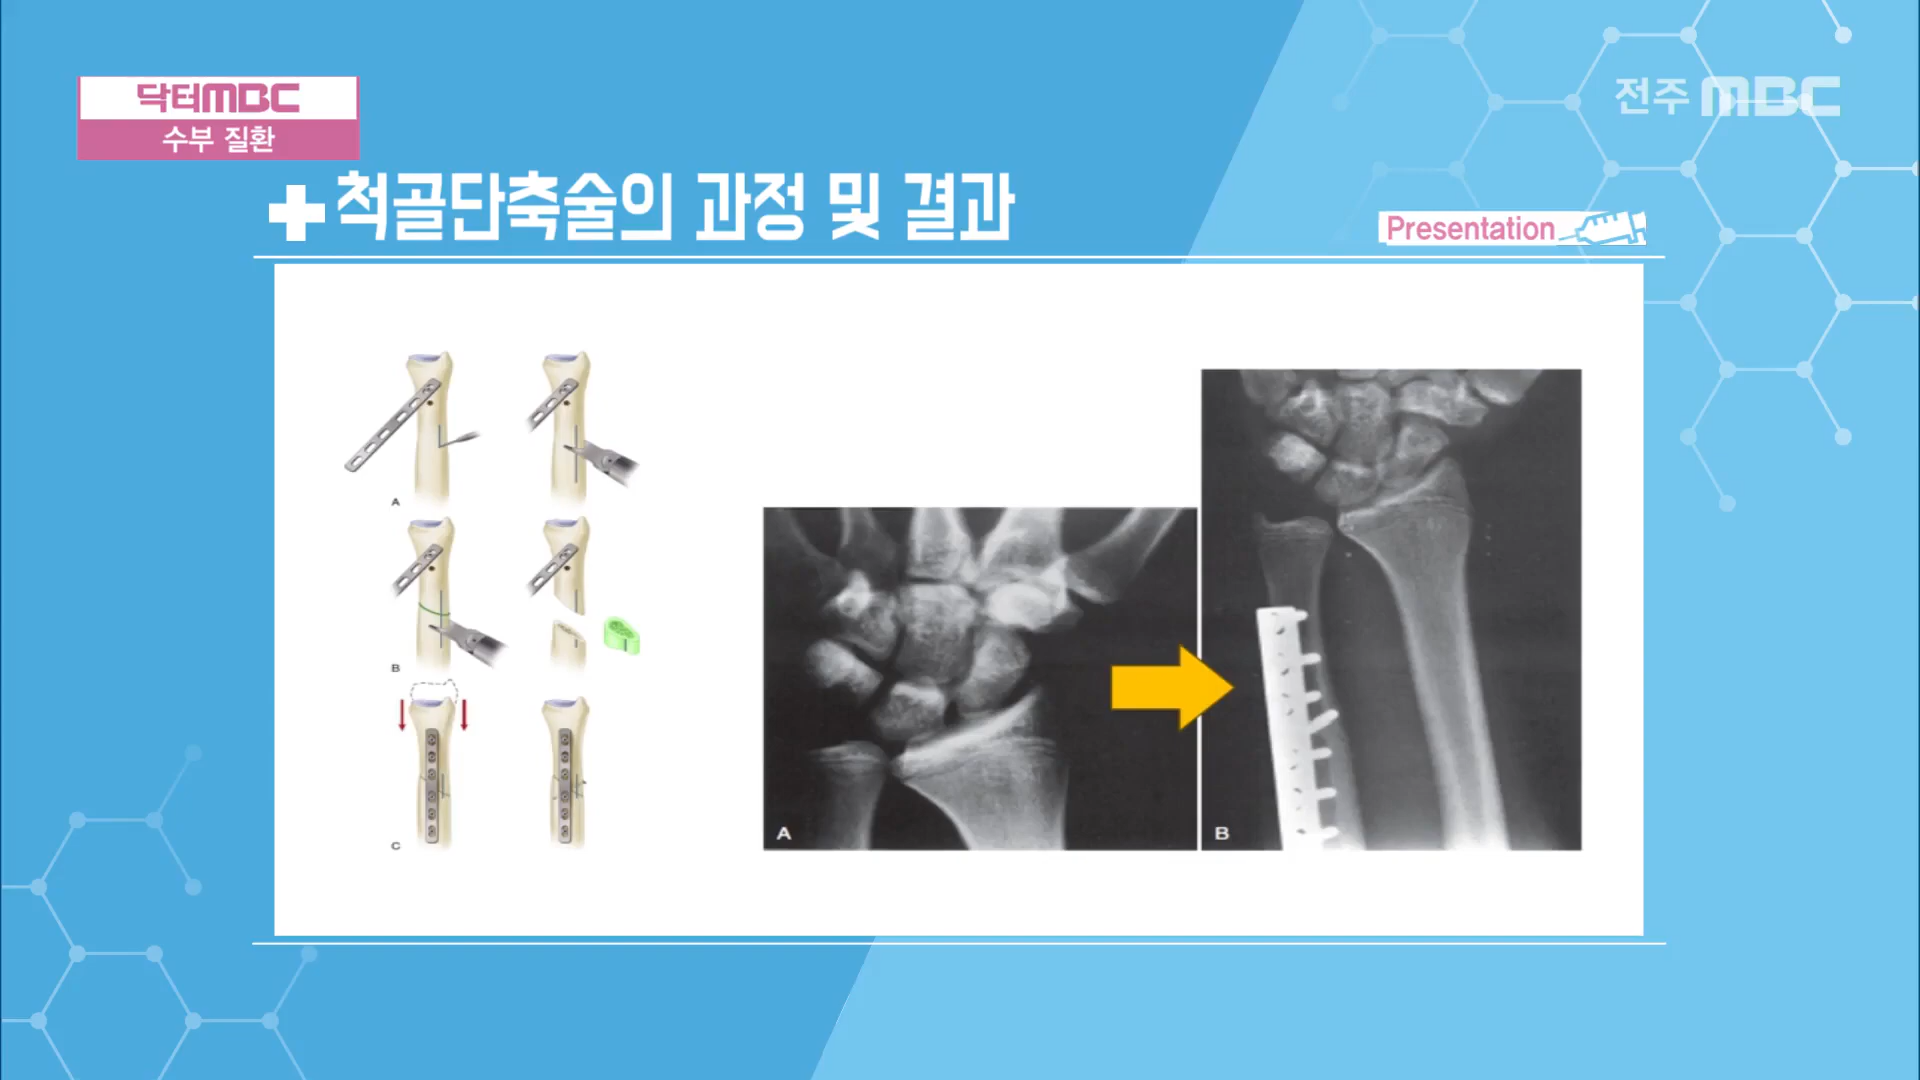 닥터MBC
수부 질환
전주 MBC
척골단축술의 과정 및 결과
Presentation
A
B
C
A
B